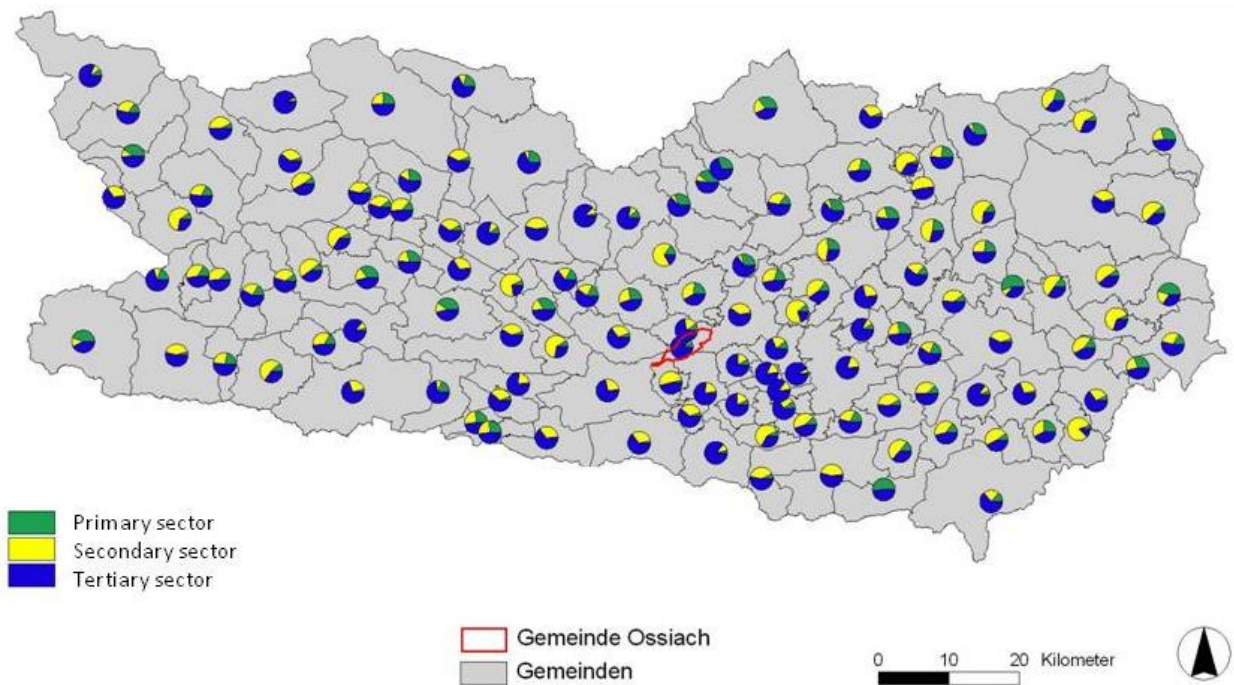 Primary sector
Secondary sector
Tertiary sector
Gemeinde Ossiach
Gemeinden
0 10 20 Kilometer